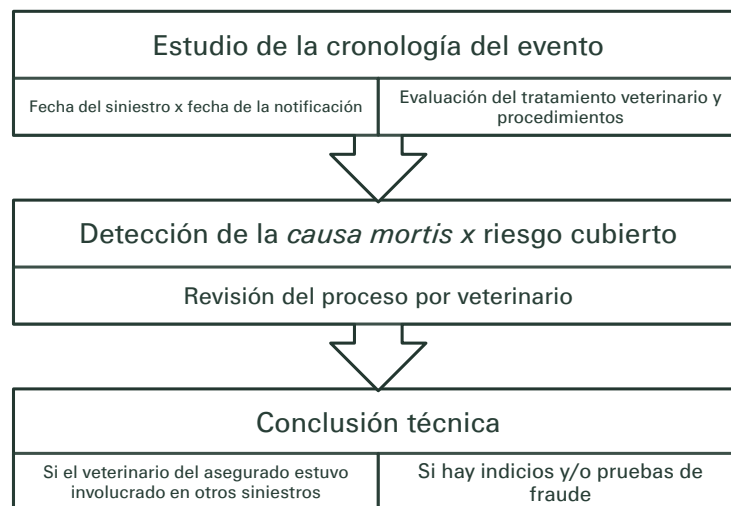 Estudio de la cronología del evento
Fecha del siniestro x fecha de la notificación
Evaluación del tratamiento veterinario y
procedimientos
Detección de la causa mortis x riesgo cubierto
Revisión del proceso por veterinario
Conclusión técnica
Si el veterinario del asegurado estuvo
involucrado en otros siniestros
Si hay indicios y/o pruebas de
fraude